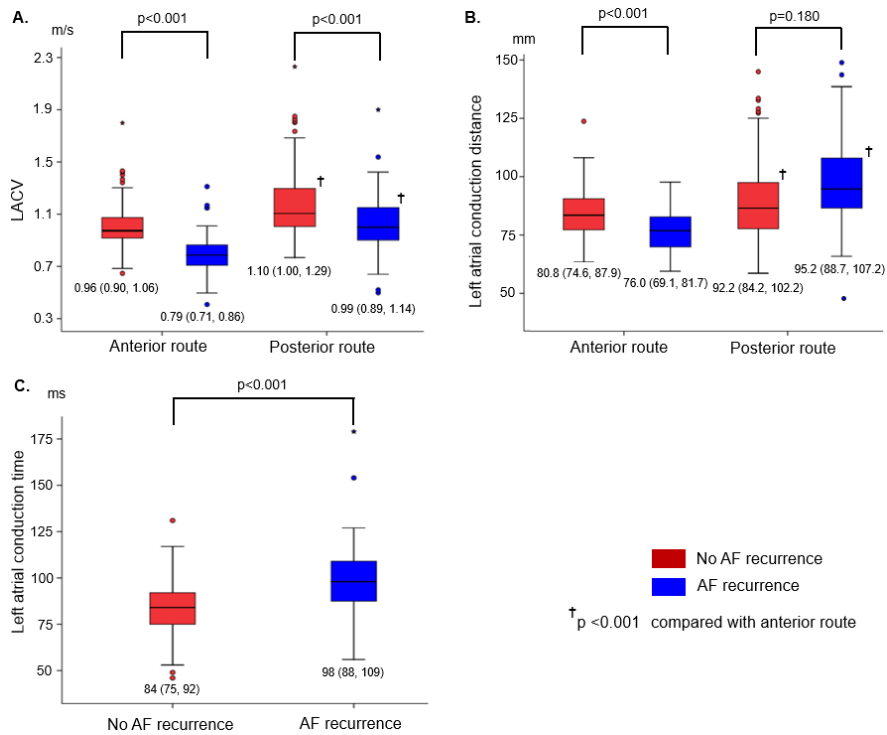 A.
m/s
p<0.001
p<0.001
2.3
1.9
1.5
1.1
0.7
0.3
LACV
*
*
*
†
†
0.96 (0.90, 1.06)
0.79 (0.71, 0.86)
1.10 (1.00, 1.29)
0.99 (0.89, 1.14)
Anterior route
Posterior route
B.
mm
p<0.001
p=0.180
150
125
100
75
50
Left atrial conduction distance
†
†
80.8 (74.6, 87.9)
76.0 (69.1, 81.7)
92.2 (84.2, 102.2)
95.2 (88.7, 107.2)
Anterior route
Posterior route
C.
ms
p<0.001
175
150
125
100
75
50
Left atrial conduction time
*
84 (75, 92)
98 (88, 109)
No AF recurrence
AF recurrence
No AF recurrence
AF recurrence
†p <0.001 compared with anterior route